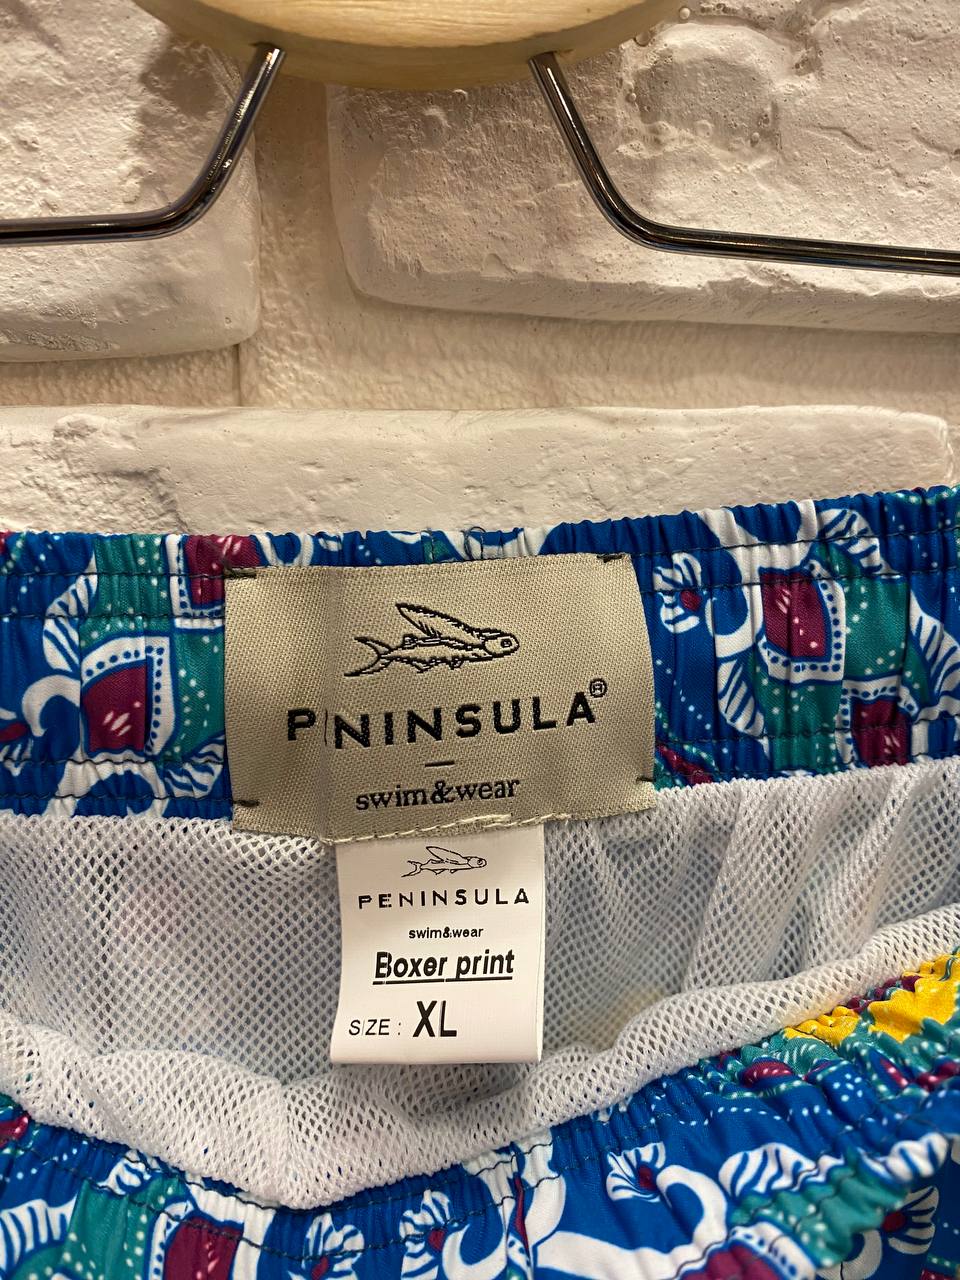 PENINSULA®
swim&wear
PENINSULA
swim&wear
Boxer print
SIZE : XL